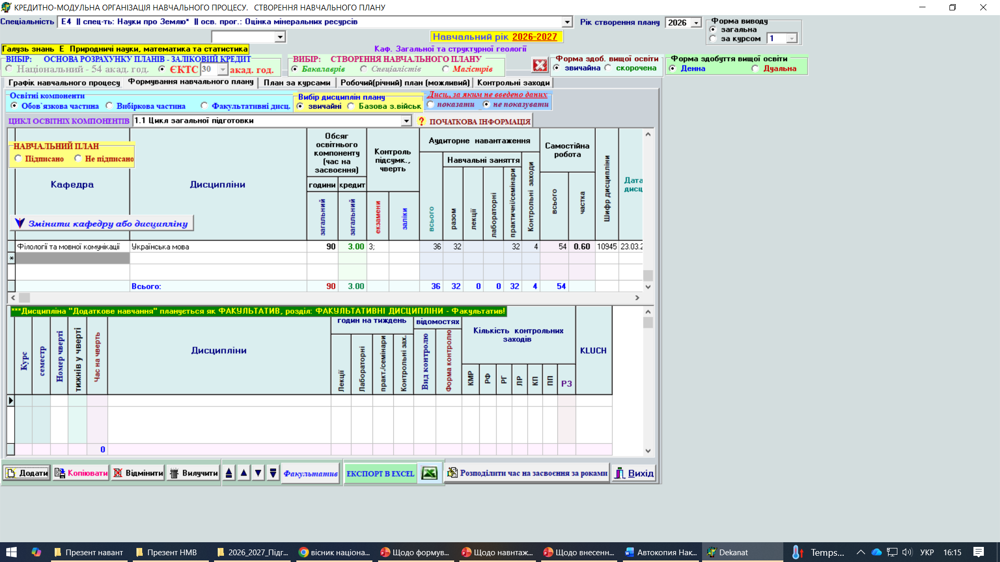 КРЕДИТНО-МОДУЛЬНА ОРГАНІЗАЦІЯ НАВЧАЛЬНОГО ПРОЦЕСУ.   СТВОРЕННЯ НАВЧАЛЬНОГО ПЛАНУ
Спеціальність E4 || спец-ть: Науки про Землю* || осв. прог.: Оцінка мінеральних ресурсів
Рік створення плану 2026
Форма виводу
загальна
за курсом 1
Навчальний рік 2026-2027
Галузь знань E Природничі науки, математика та статистика
Каф. Загальної та структурної геології
ВИБІР: ОСНОВА РОЗРАХУНКУ ПЛАНІВ - ЗАЛІКОВИЙ КРЕДИТ
Національний - 54 акад. год. ЄКТС 30 акад. год.
ВИБІР: СТВОРЕННЯ НАВЧАЛЬНОГО ПЛАНУ
Бакалаврів Спеціалістів Магістрів
Форма здоб. вищої освіти
звичайна скорочена
Форма здобуття вищої освіти
Денна Дуальна
Графік навчального процесу Формування навчального плану План за курсами Робочий(річний) план (можливий) Контрольні заходи
Освітні компоненти
Обов`язкова частина Вибіркова частина Факультативні дисц.
Вибір дисциплін плану
звичайні Базова з.військ
Дисц., за яким не введено даних
показати не показувати
ЦИКЛ ОСВІТНІХ КОМПОНЕНТІВ 1.1 Цикл загальної підготовки
? ПОЧАТКОВА ІНФОРМАЦІЯ
НАВЧАЛЬНИЙ ПЛАН
Підписано Не підписано
Кафедра
Дисципліни
Змінити кафедру або дисципліну
Обсяг освітнього компоненту (час на засвоєння)
години кредит
загальний загальний
Контроль підсумк., чверть
екзамени заліки
Аудиторне навантаження
всього
Навчальні заняття
разом лекції лабораторні практичні/семінари
Контрольні заходи
Самостійна робота
всього частка
Шифр дисципліни
Дата
дисц
Філології та мовної комунікації Українська мова 90 3.00 3; 36 32 32 4 54 0.60 10945 23.03.2
*
Всього: 90 3.00 36 32 0 0 32 4 54
***Дисципліна "Додаткове навчання" планується як ФАКУЛЬТАТИВ, розділ: ФАКУЛЬТАТИВНІ ДИСЦИПЛІНИ - Факультатив!
Курс семестр Номер чверті тижнів у чверті Час на чверть
Дисципліни
годин на тиждень
Лекції Лабораторні практ./семінари Контрольні зах.
відомостях
Вид контролю Форма контролю
Кількість контрольних заходів
КМР РФ РГ ЛР КП ПП РЗ
KLUCH
0
Додати Копіювати Відмінити Вилучити Факультатив ЕКСПОРТ В EXCEL Розподілити час на засвоєння за роками Вихід
Презент навант Презент НМВ 2026_2027_Підг... вісник націона... Щодо формув... Щодо навнтаж... Щодо внесенн... Автокопия Нак... Dekanat Temps... УКР 16:15